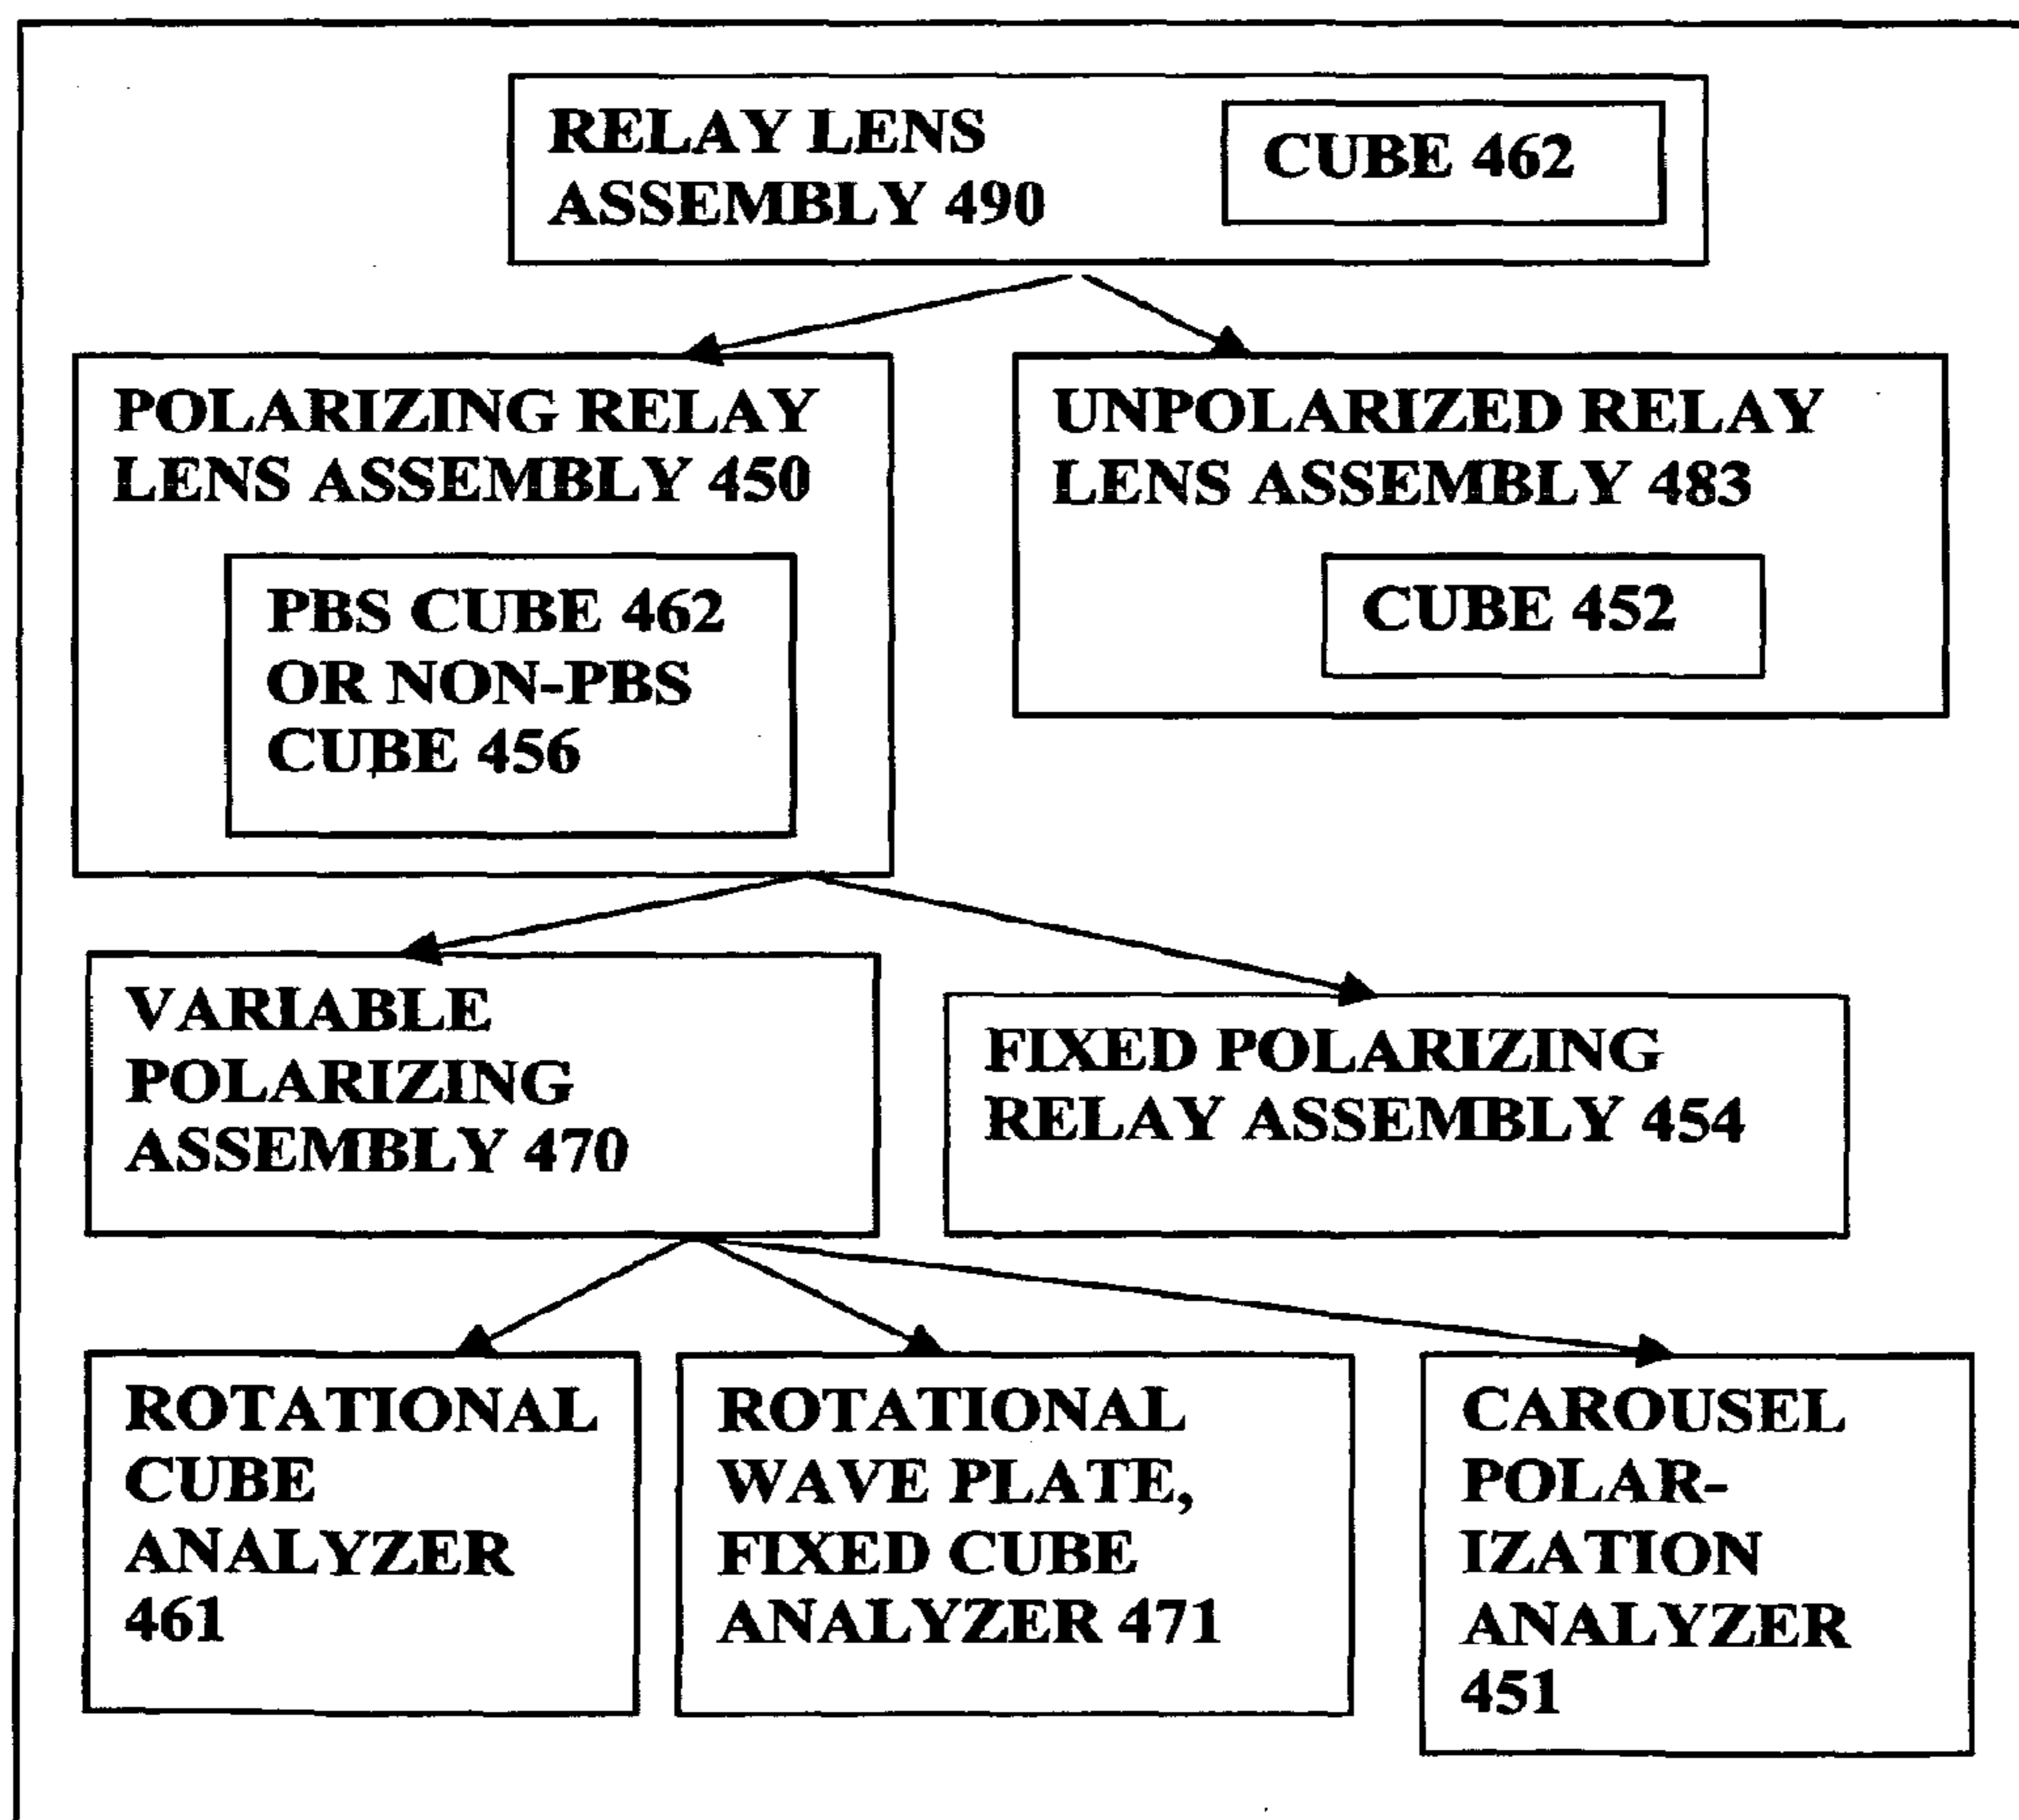 RELAY LENS
ASSEMBLY 490
CUBE 462
POLARIZING RELAY
LENS ASSEMBLY 450
PBS CUBE 462
OR NON-PBS
CUBE 456
UNPOLARIZED RELAY
LENS ASSEMBLY 483
CUBE 452
VARIABLE
POLARIZING
ASSEMBLY 470
FIXED POLARIZING
RELAY ASSEMBLY 454
ROTATIONAL
CUBE
ANALYZER
461
ROTATIONAL
WAVE PLATE,
FIXED CUBE
ANALYZER 471
CAROUSEL
POLAR-
IZATION
ANALYZER
451